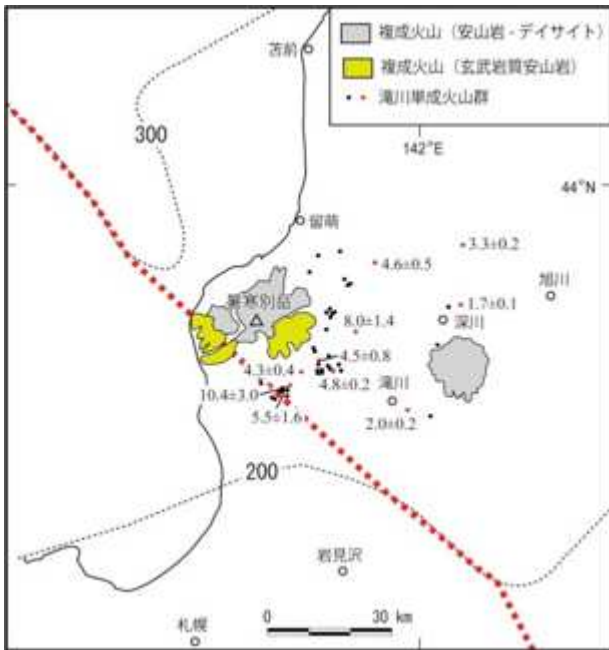 複成火山（安山岩 - デイサイト）
複成火山（玄武岩質安山岩）
滝川単成火山群
苫前
142°E
300
44°N
留萌
3.3±0.2
4.6±0.5
旭川
暑寒別岳
1.7±0.1
深川
8.0±1.4
4.5±0.8
4.3±0.4
4.8±0.2
10.4±3.0
滝川
5.5±1.6
2.0±0.2
200
岩見沢
0 30 km
札幌